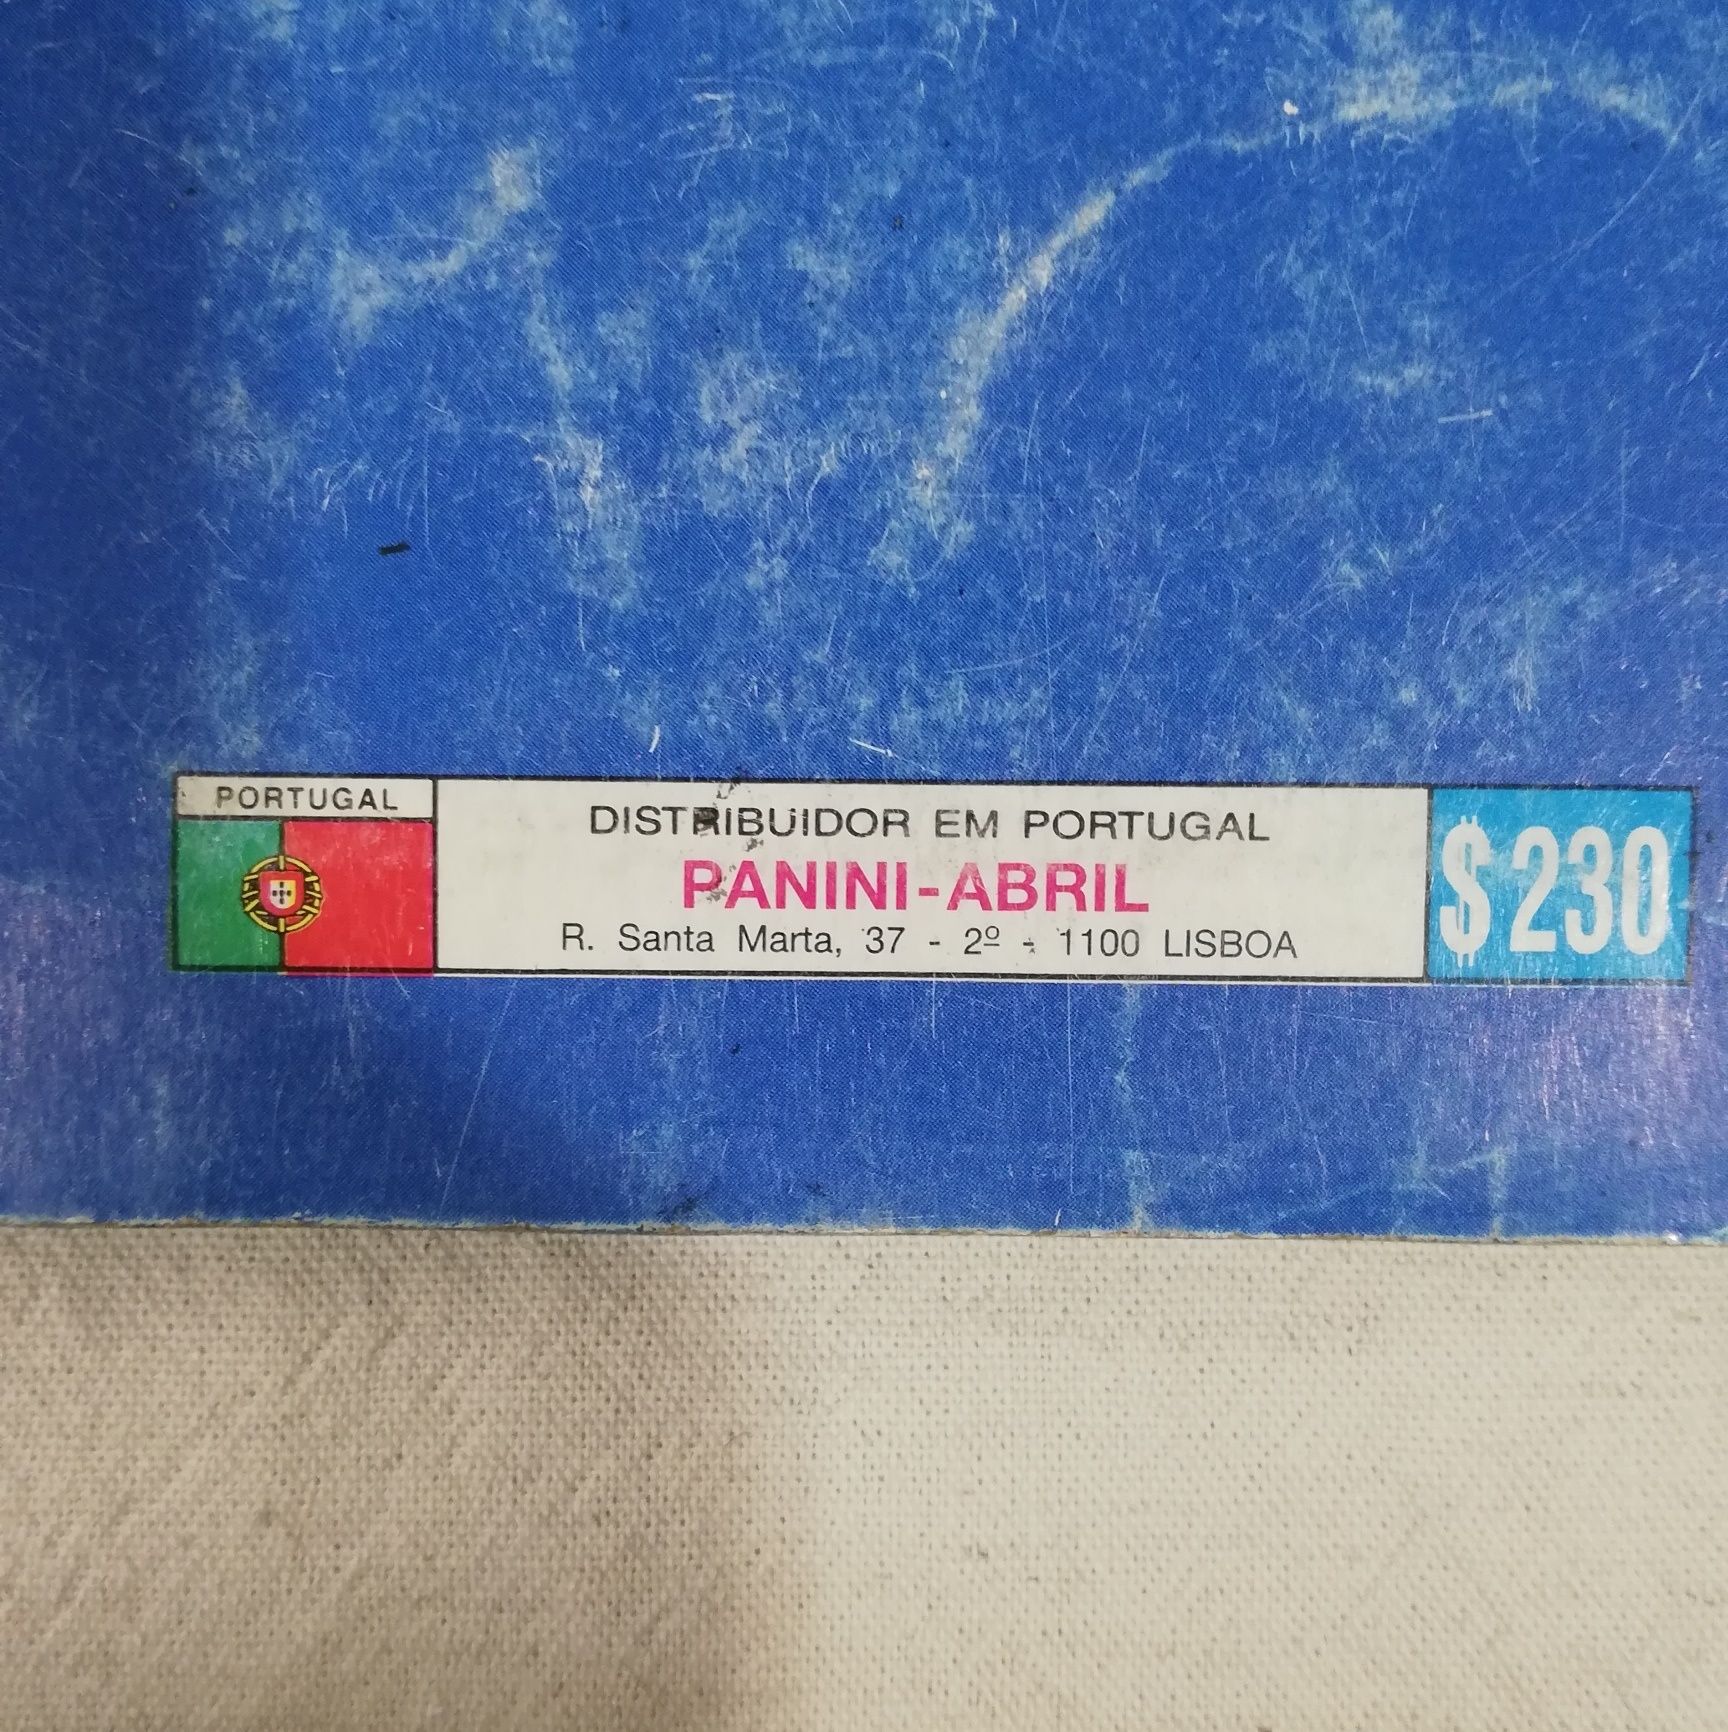 PORTUGAL
DISTRIBUIDOR EM PORTUGAL
PANINI-ABRIL
R. Santa Marta, 37 - 2º - 1100 LISBOA
$230